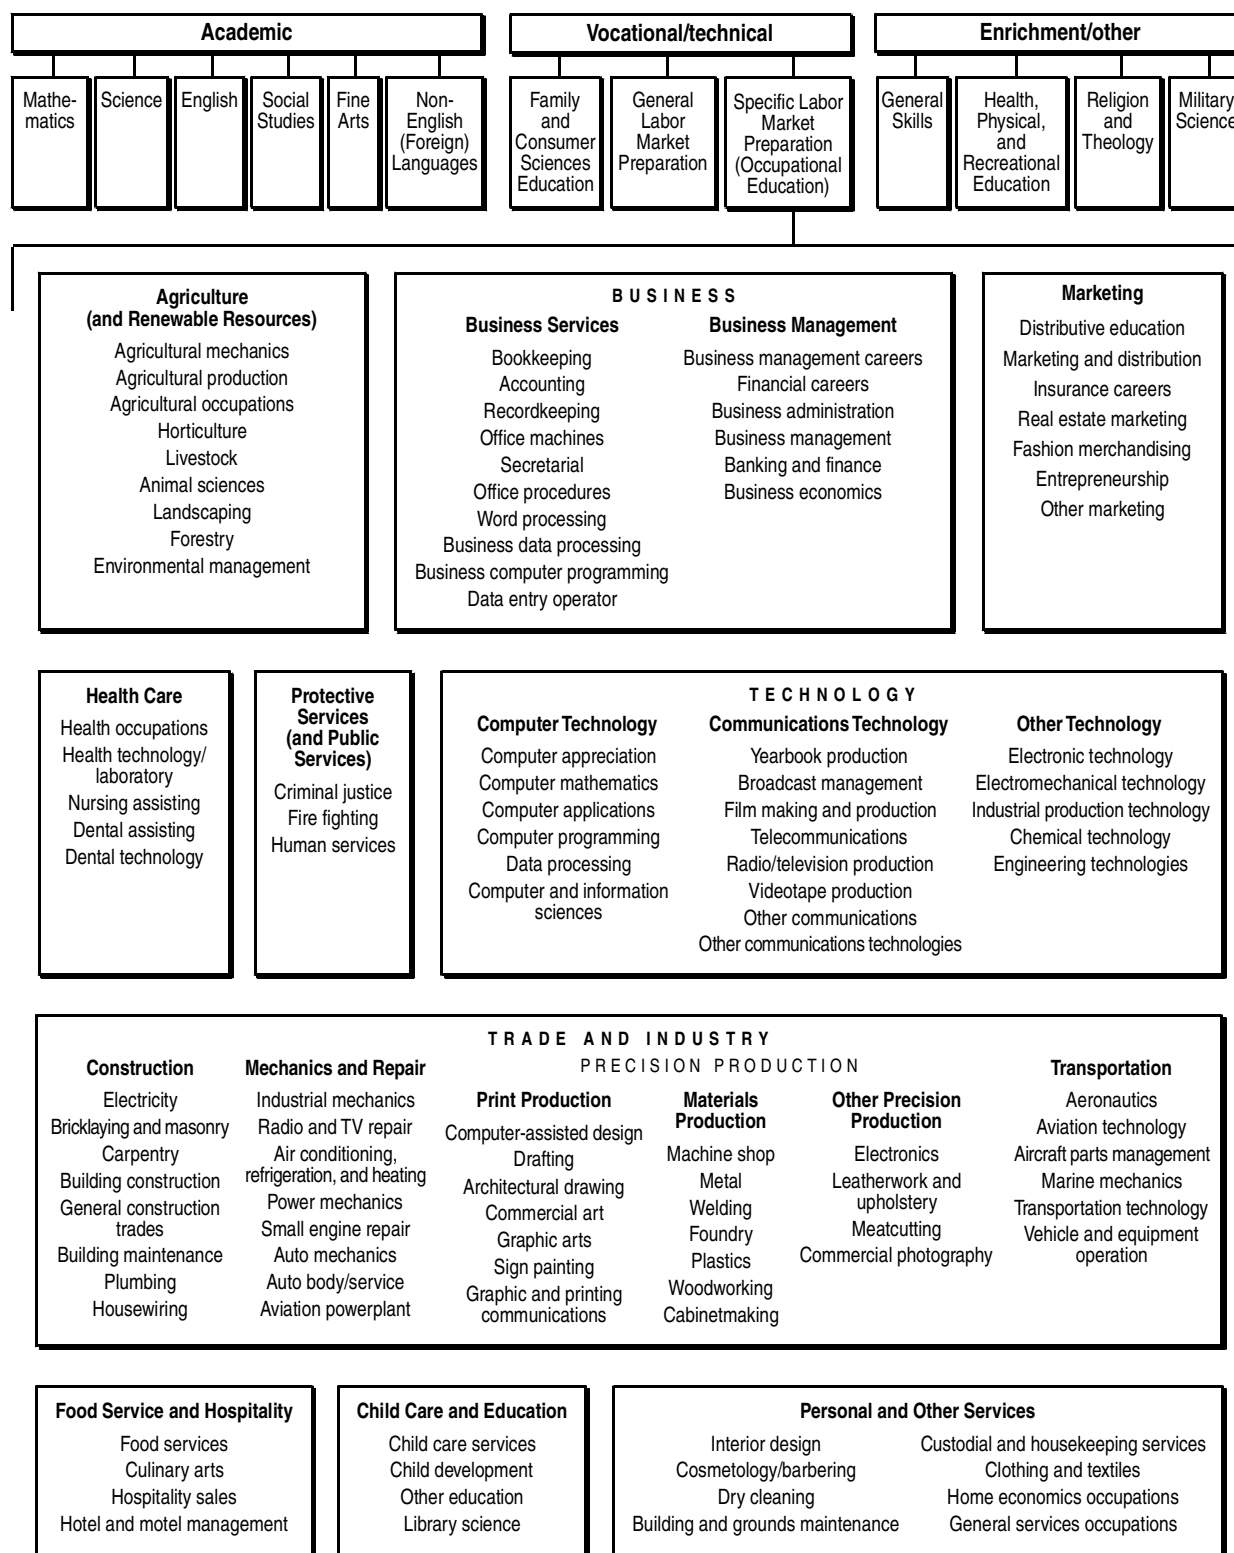 Academic
Mathe-
matics
Science
English
Social
Studies
Fine
Arts
Non-
English
(Foreign)
Languages
Vocational/technical
Family
and
Consumer
Sciences
Education
General
Labor
Market
Preparation
Specific Labor
Market
Preparation
(Occupational
Education)
Enrichment/other
General
Skills
Health,
Physical,
and
Recreational
Education
Religion
and
Theology
Military
Science
Agriculture
(and Renewable Resources)
Agricultural mechanics
Agricultural production
Agricultural occupations
Horticulture
Livestock
Animal sciences
Landscaping
Forestry
Environmental management
BUSINESS
Business Services
Bookkeeping
Accounting
Recordkeeping
Office machines
Secretarial
Office procedures
Word processing
Business data processing
Business computer programming
Data entry operator
Business Management
Business management careers
Financial careers
Business administration
Business management
Banking and finance
Business economics
Marketing
Distributive education
Marketing and distribution
Insurance careers
Real estate marketing
Fashion merchandising
Entrepreneurship
Other marketing
Health Care
Health occupations
Health technology/
laboratory
Nursing assisting
Dental assisting
Dental technology
Protective
Services
(and Public
Services)
Criminal justice
Fire fighting
Human services
TECHNOLOGY
Computer Technology
Computer appreciation
Computer mathematics
Computer applications
Computer programming
Data processing
Computer and information
sciences
Communications Technology
Yearbook production
Broadcast management
Film making and production
Telecommunications
Radio/television production
Videotape production
Other communications
Other communications technologies
Other Technology
Electronic technology
Electromechanical technology
Industrial production technology
Chemical technology
Engineering technologies
TRADE AND INDUSTRY
Construction
Electricity
Bricklaying and masonry
Carpentry
Building construction
General construction
trades
Building maintenance
Plumbing
Housewiring
Mechanics and Repair
Industrial mechanics
Radio and TV repair
Air conditioning,
refrigeration, and heating
Power mechanics
Small engine repair
Auto mechanics
Auto body/service
Aviation powerplant
PRECISION PRODUCTION
Print Production
Computer-assisted design
Drafting
Architectural drawing
Commercial art
Graphic arts
Sign painting
Graphic and printing
communications
Materials
Production
Machine shop
Metal
Welding
Foundry
Plastics
Woodworking
Cabinetmaking
Other Precision
Production
Electronics
Leatherwork and
upholstery
Meatcutting
Commercial photography
Transportation
Aeronautics
Aviation technology
Aircraft parts management
Marine mechanics
Transportation technology
Vehicle and equipment
operation
Food Service and Hospitality
Food services
Culinary arts
Hospitality sales
Hotel and motel management
Child Care and Education
Child care services
Child development
Other education
Library science
Personal and Other Services
Interior design
Cosmetology/barbering
Dry cleaning
Building and grounds maintenance
Custodial and housekeeping services
Clothing and textiles
Home economics occupations
General services occupations